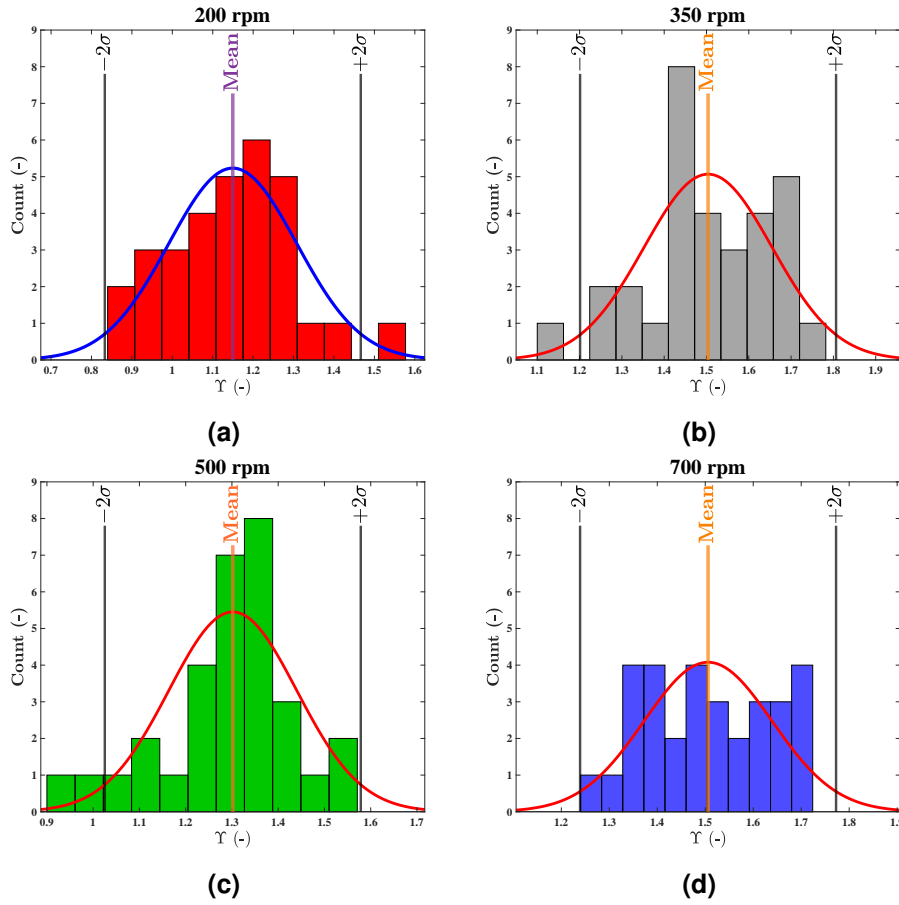 200 rpm
−2σ
Mean
+2σ
Count (-)
9
8
7
6
5
4
3
2
1
0
0.7 0.8 0.9 1 1.1 1.2 1.3 1.4 1.5 1.6
ϒ (-)
(a)
350 rpm
−2σ
Mean
+2σ
Count (-)
9
8
7
6
5
4
3
2
1
0
1.1 1.2 1.3 1.4 1.5 1.6 1.7 1.8 1.9
ϒ (-)
(b)
500 rpm
−2σ
Mean
+2σ
Count (-)
9
8
7
6
5
4
3
2
1
0
0.9 1 1.1 1.2 1.3 1.4 1.5 1.6 1.7
ϒ (-)
(c)
700 rpm
−2σ
Mean
+2σ
Count (-)
9
8
7
6
5
4
3
2
1
0
1.2 1.3 1.4 1.5 1.6 1.7 1.8 1.9
ϒ (-)
(d)